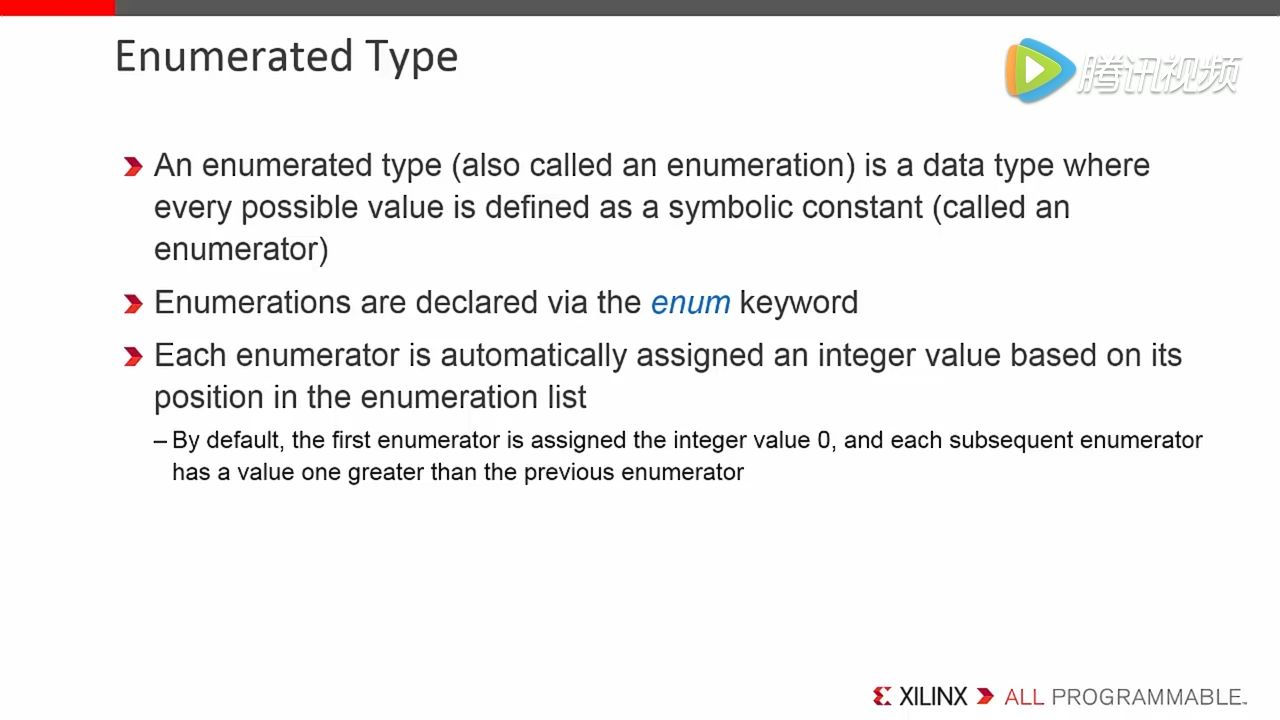 Enumerated Type
腾讯视频
An enumerated type (also called an enumeration) is a data type where
every possible value is defined as a symbolic constant (called an
enumerator)
Enumerations are declared via the enum keyword
Each enumerator is automatically assigned an integer value based on its
position in the enumeration list
– By default, the first enumerator is assigned the integer value 0, and each subsequent enumerator
has a value one greater than the previous enumerator
XILINX ALL PROGRAMMABLE™